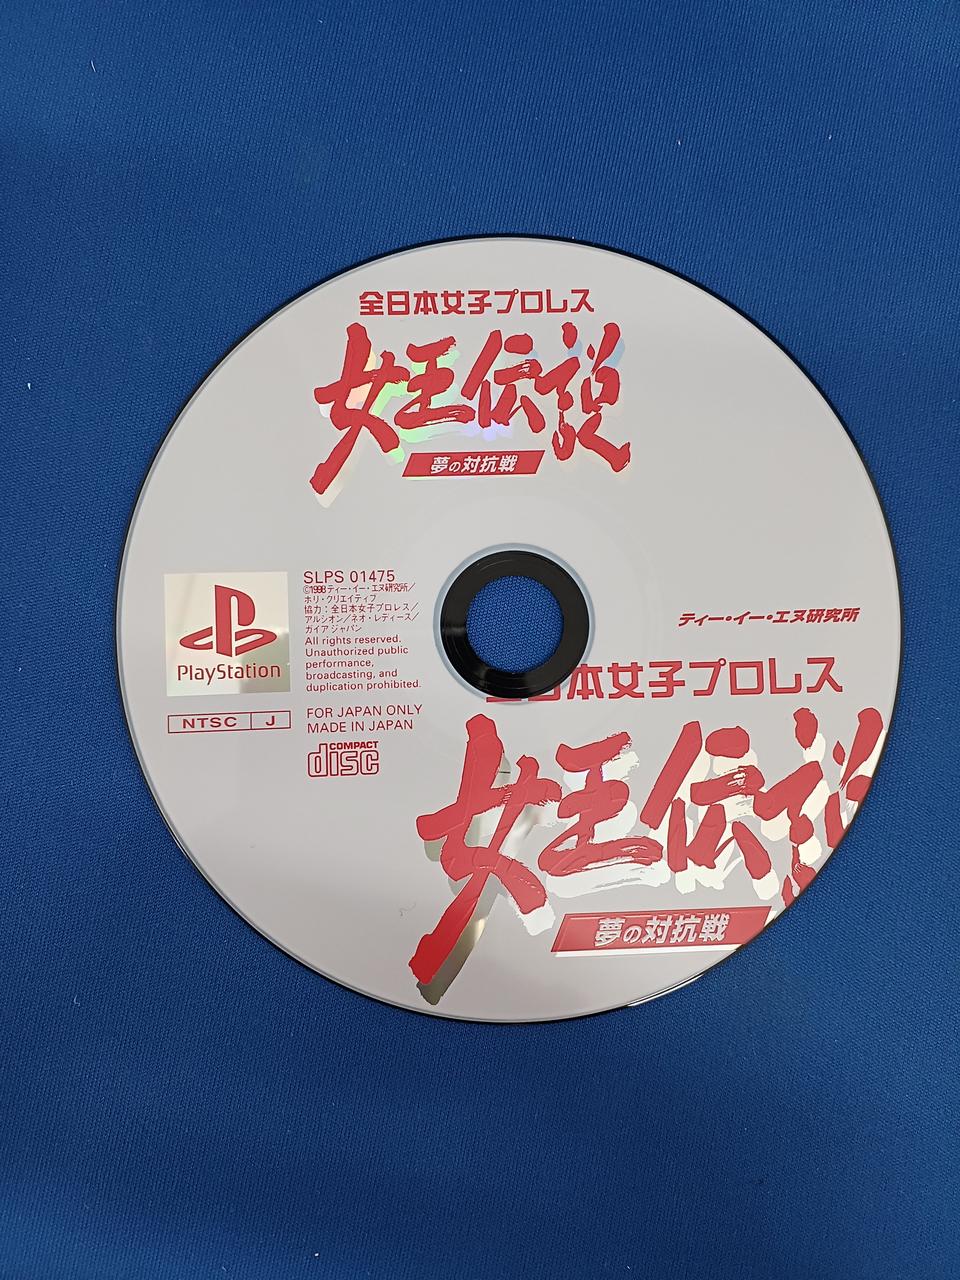 全日本女子プロレス
女王伝説
夢の対抗戦
SLPS 01475
©1998 ティー・イー・エヌ研究所/
ホリ・クリエイティブ
協力：全日本女子プロレス/
アルシオン/ネオ・レディース/
ガイアジャパン
All rights reserved.
Unauthorized public
performance,
broadcasting, and
duplication prohibited.
PlayStation
NTSC J
FOR JAPAN ONLY
MADE IN JAPAN
COMPACT
disc
ティー・イー・エヌ研究所
全日本女子プロレス
女王伝説
夢の対抗戦